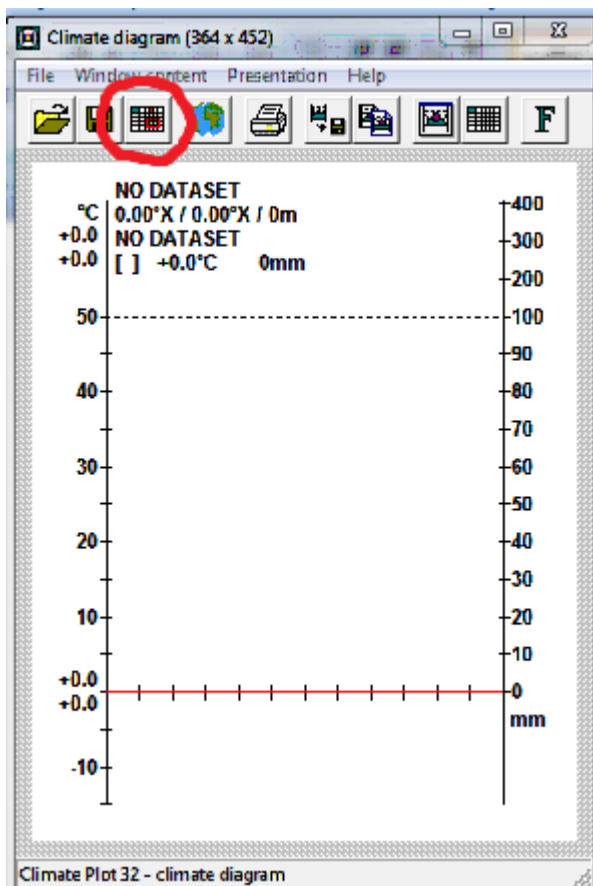 Climate diagram (364 x 452)
File Window content Presentation Help
F
NO DATASET
°C 0.00°X / 0.00°X / 0m
+0.0 NO DATASET
+0.0 [ ] +0.0°C 0mm
400
300
200
50 100
90
40 80
70
30 60
50
20 40
30
10 20
10
+0.0
+0.0
0
mm
-10
Climate Plot 32 - climate diagram